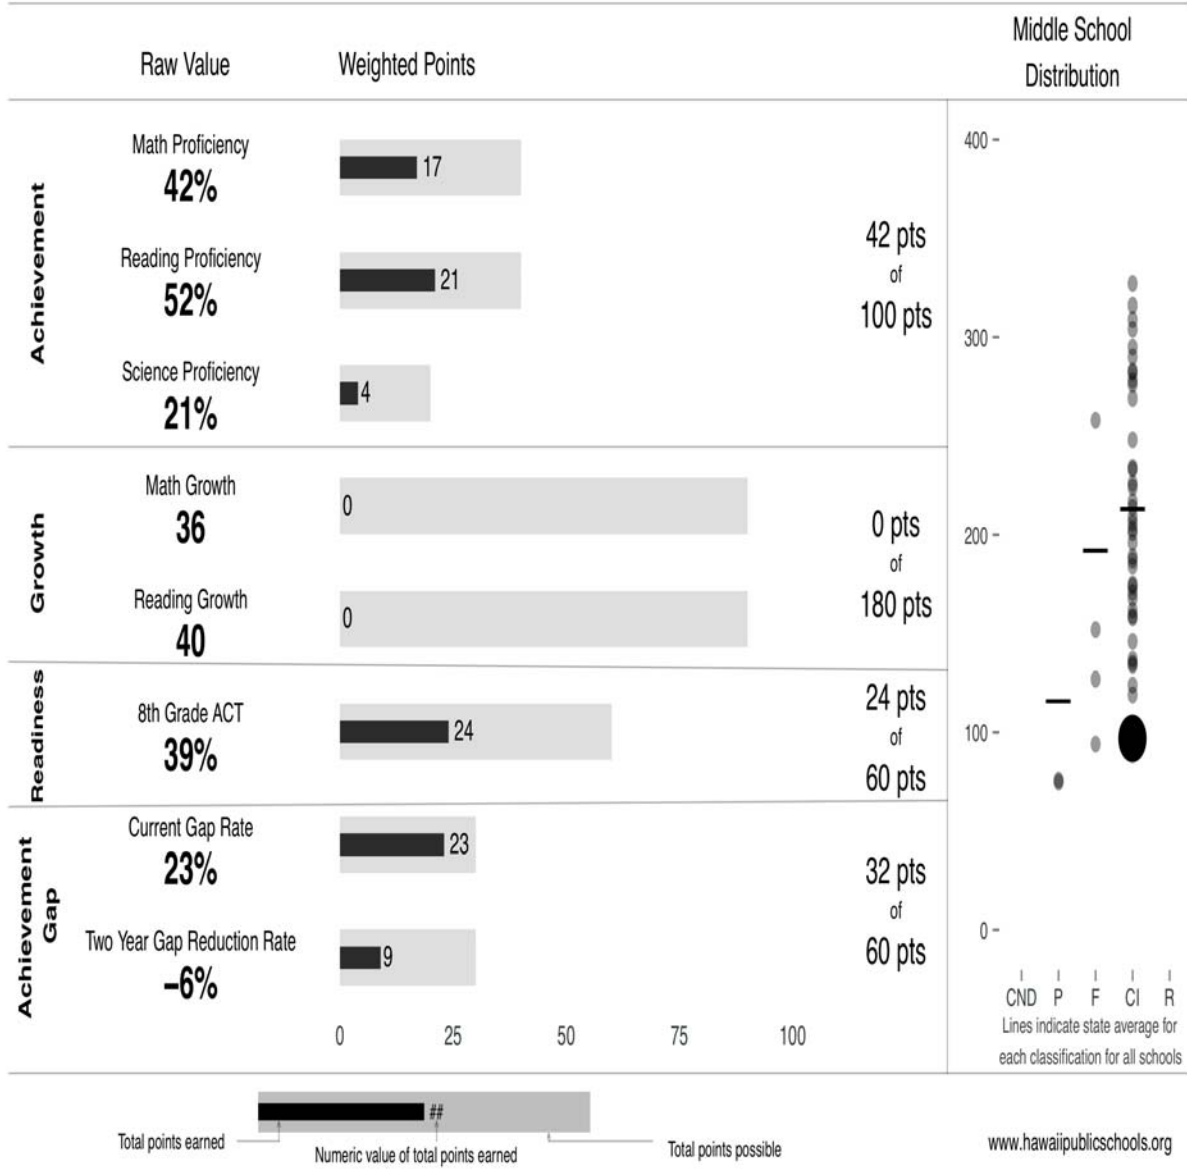 Raw Value
Weighted Points
Middle School
Distribution
Achievement
Math Proficiency
42%
17
Reading Proficiency
52%
21
Science Proficiency
21%
4
42 pts
of
100 pts
Growth
Math Growth
36
0
Reading Growth
40
0
0 pts
of
180 pts
Readiness
8th Grade ACT
39%
24
24 pts
of
60 pts
Achievement
Gap
Current Gap Rate
23%
23
Two Year Gap Reduction Rate
–6%
9
32 pts
of
60 pts
0 25 50 75 100
400
300
200
100
0
CND P F CI R
Lines indicate state average for
each classification for all schools
##
Total points earned
Numeric value of total points earned
Total points possible
www.hawaiipublicschools.org